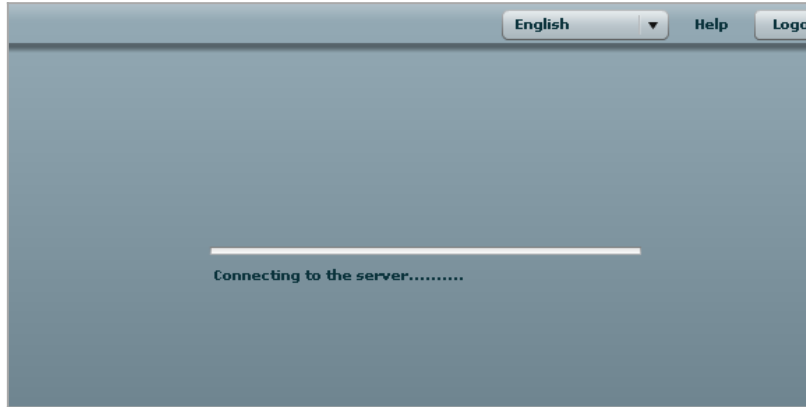 English Help Logo
Connecting to the server..........